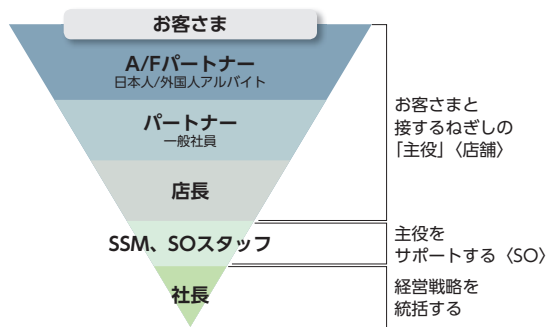 お客さま
A/Fパートナー
日本人/外国人アルバイト
パートナー
一般社員
店長
SSM、SOスタッフ
社長
お客さまと
接するねぎしの
「主役」〈店舗〉
主役を
サポートする〈SO〉
経営戦略を
統括する